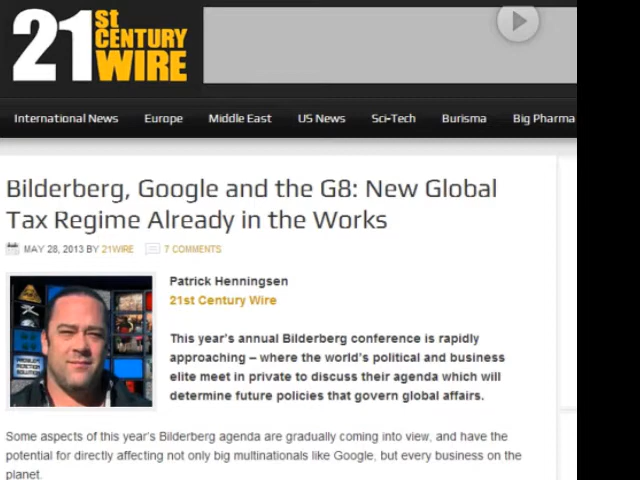 21st CENTURY WIRE
International News Europe Middle East US News Sci-Tech Burisma Big Pharma
Bilderberg, Google and the G8: New Global
Tax Regime Already in the Works
MAY 28, 2013 BY 21WIRE 7 COMMENTS
Patrick Henningsen
21st Century Wire
PROBLEM
REACTION
SOLUTION
This year's annual Bilderberg conference is rapidly
approaching – where the world's political and business
elite meet in private to discuss their agenda which will
determine future policies that govern global affairs.
Some aspects of this year's Bilderberg agenda are gradually coming into view, and have the
potential for directly affecting not only big multinationals like Google, but every business on the
planet.